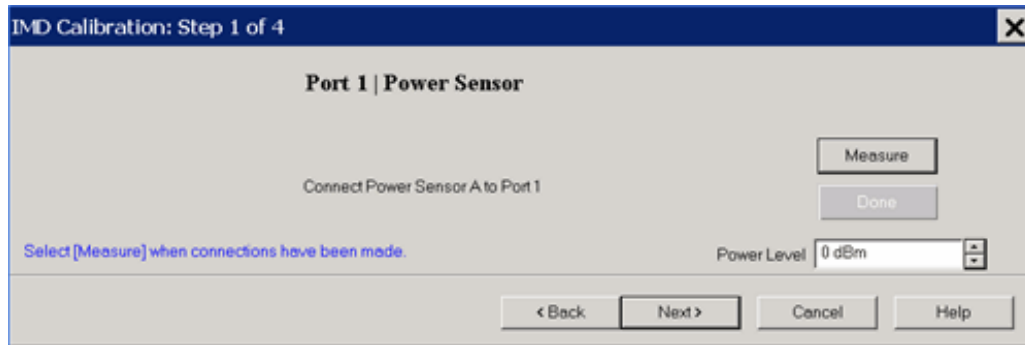 IMD Calibration: Step 1 of 4
Port 1 | Power Sensor
Measure
Connect Power Sensor A to Port 1
Done
Select [Measure] when connections have been made.
Power Level 0 dBm
< Back Next > Cancel Help